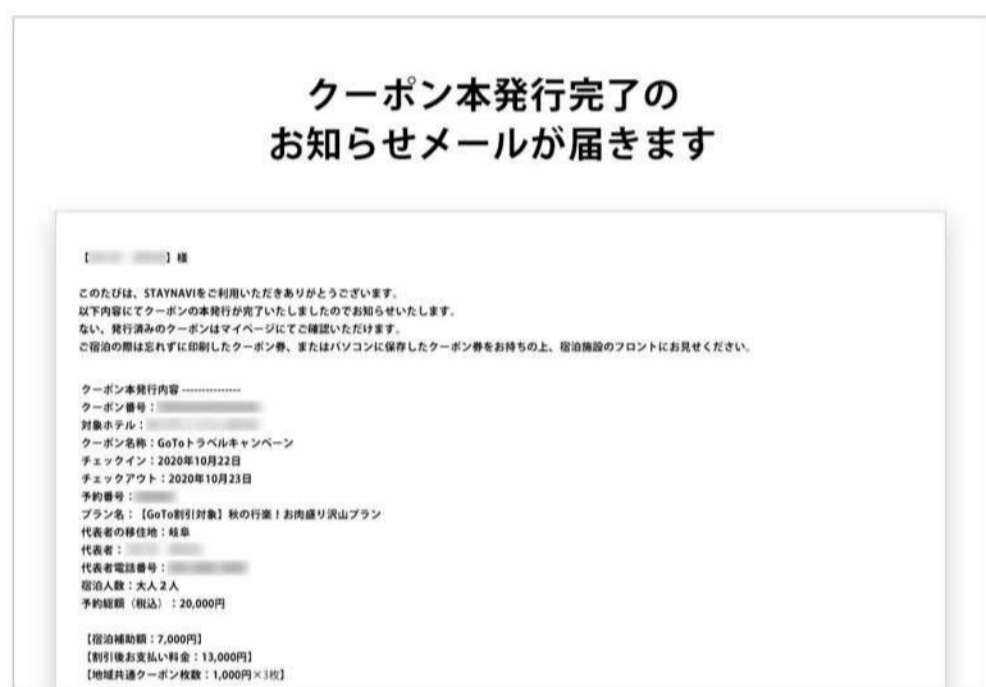 クーポン本発行完了の
お知らせメールが届きます
【 】様
このたびは、STAYNAVIをご利用いただきありがとうございます。
以下内容にてクーポンの本発行が完了いたしましたのでお知らせいたします。
ない、発行済みのクーポンはマイページにてご確認いただけます。
ご宿泊の際は忘れずに印刷したクーポン券、またはパソコンに保存したクーポン券をお持ちの上、宿泊施設のフロントにお見せください。
クーポン本発行内容 ---------------
クーポン番号：
対象ホテル：
クーポン名称：GoToトラベルキャンペーン
チェックイン：2020年10月22日
チェックアウト：2020年10月23日
予約番号：
プラン名：【GoTo割引対象】秋の行楽！お肉盛り沢山プラン
代表者の移住地：岐阜
代表者：
代表者電話番号：
宿泊人数：大人２人
予約総額（税込）：20,000円
【宿泊補助額：7,000円】
【割引後お支払い料金：13,000円】
【地域共通クーポン枚数：1,000円×3枚】